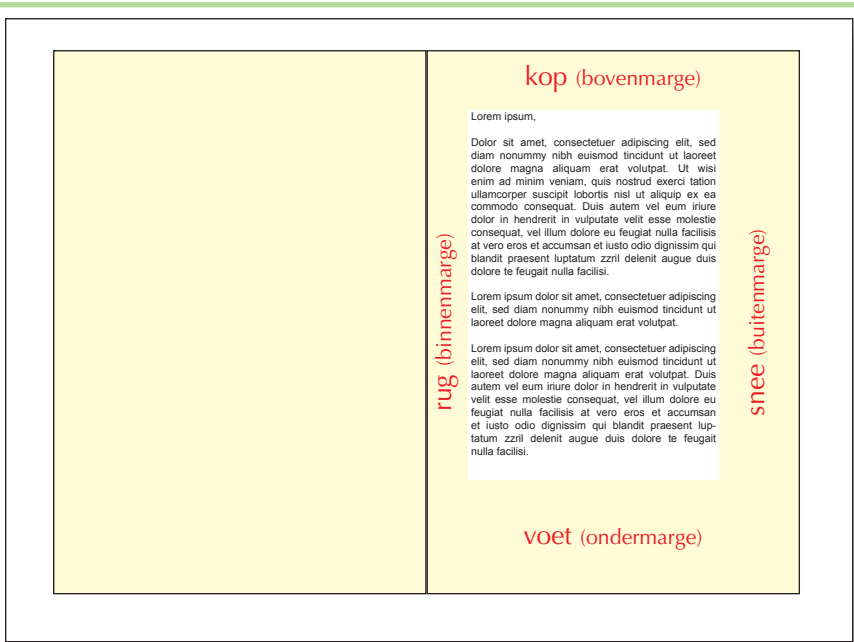 kop (bovenmarge)
Lorem ipsum,
Dolor sit amet, consectetuer adipiscing elit, sed
diam nonummy nibh euismod tincidunt ut laoreet
dolore magna aliquam erat volutpat. Ut wisi
enim ad minim veniam, quis nostrud exerci tation
ullamcorper suscipit lobortis nisl ut aliquip ex ea
commodo consequat. Duis autem vel eum iriure
dolor in hendrerit in vulputate velit esse molestie
consequat, vel illum dolore eu feugiat nulla facilisis
at vero eros et accumsan et iusto odio dignissim qui
blandit praesent luptatum zzril delenit augue duis
dolore te feugait nulla facilisi.
Lorem ipsum dolor sit amet, consectetuer adipiscing
elit, sed diam nonummy nibh euismod tincidunt ut
laoreet dolore magna aliquam erat volutpat.
Lorem ipsum dolor sit amet, consectetuer adipiscing
elit, sed diam nonummy nibh euismod tincidunt ut
laoreet dolore magna aliquam erat volutpat. Duis
autem vel eum iriure dolor in hendrerit in vulputate
velit esse molestie consequat, vel illum dolore eu
feugiat nulla facilisis at vero eros et accumsan
et iusto odio dignissim qui blandit praesent lup-
tatum zzril delenit augue duis dolore te feugait
nulla facilisi.
rug (binnenmarge)
snee (buitenmarge)
voet (ondermarge)